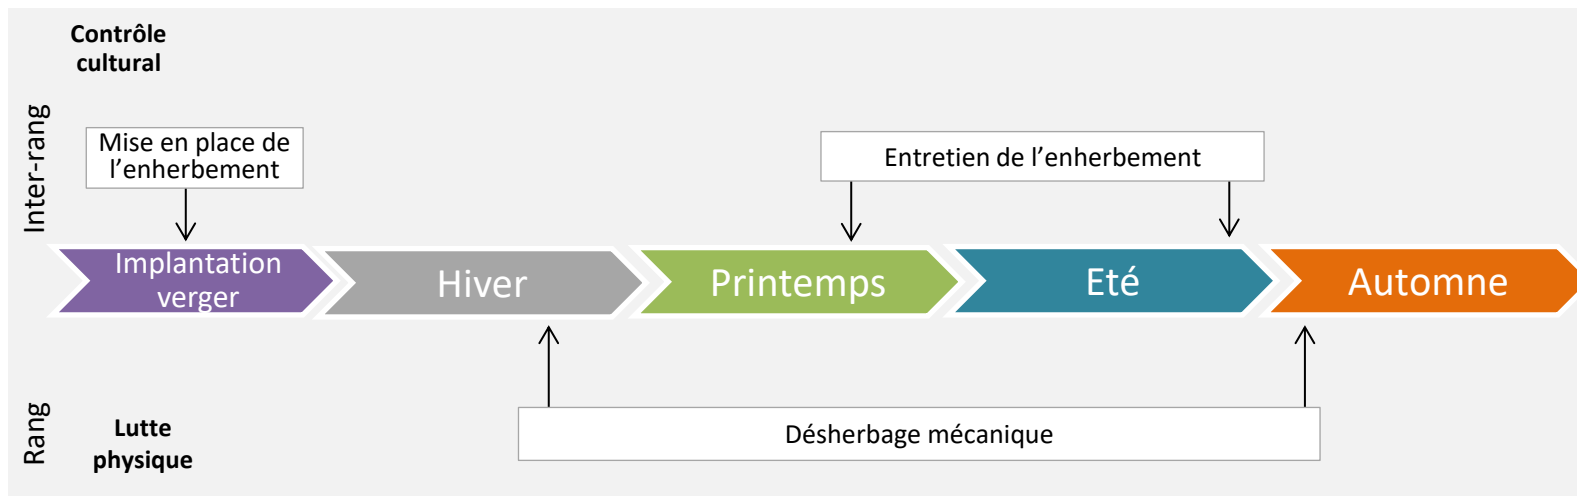 Contrôle
cultural
Inter-rang
Mise en place de
l’enherbement
Entretien de l’enherbement
Implantation
verger
Hiver
Printemps
Eté
Automne
Rang
Lutte
physique
Désherbage mécanique